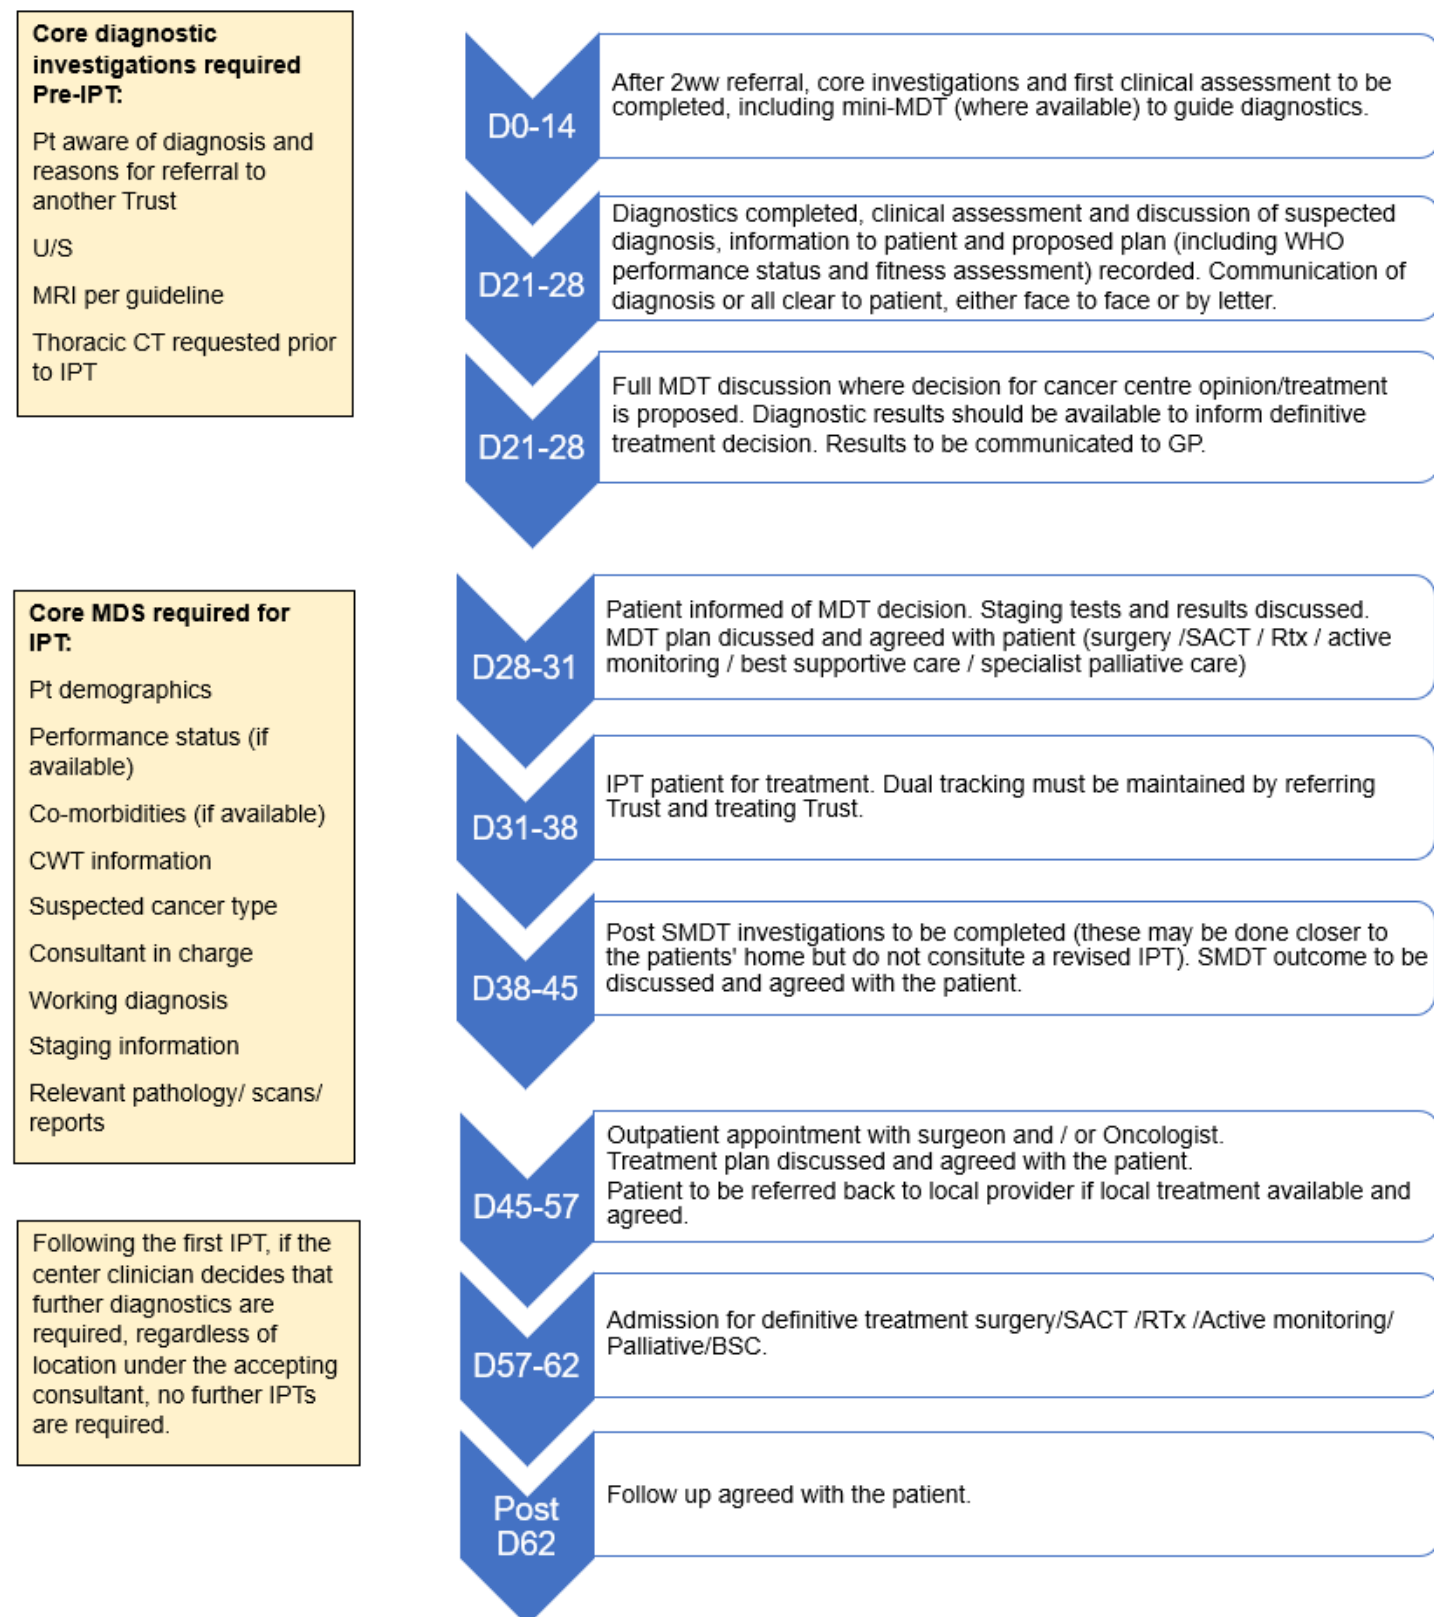 Core diagnostic
investigations required
Pre-IPT:
Pt aware of diagnosis and
reasons for referral to
another Trust
U/S
MRI per guideline
Thoracic CT requested prior
to IPT
D0-14
After 2ww referral, core investigations and first clinical assessment to be
completed, including mini-MDT (where available) to guide diagnostics.
D21-28
Diagnostics completed, clinical assessment and discussion of suspected
diagnosis, information to patient and proposed plan (including WHO
performance status and fitness assessment) recorded. Communication of
diagnosis or all clear to patient, either face to face or by letter.
D21-28
Full MDT discussion where decision for cancer centre opinion/treatment
is proposed. Diagnostic results should be available to inform definitive
treatment decision. Results to be communicated to GP.
Core MDS required for
IPT:
Pt demographics
Performance status (if
available)
Co-morbidities (if available)
CWT information
Suspected cancer type
Consultant in charge
Working diagnosis
Staging information
Relevant pathology/ scans/
reports
D28-31
Patient informed of MDT decision. Staging tests and results discussed.
MDT plan dicussed and agreed with patient (surgery /SACT / Rtx / active
monitoring / best supportive care / specialist palliative care)
D31-38
IPT patient for treatment. Dual tracking must be maintained by referring
Trust and treating Trust.
D38-45
Post SMDT investigations to be completed (these may be done closer to
the patients' home but do not consitute a revised IPT). SMDT outcome to be
discussed and agreed with the patient.
Following the first IPT, if the
center clinician decides that
further diagnostics are
required, regardless of
location under the accepting
consultant, no further IPTs
are required.
D45-57
Outpatient appointment with surgeon and / or Oncologist.
Treatment plan discussed and agreed with the patient.
Patient to be referred back to local provider if local treatment available and
agreed.
D57-62
Admission for definitive treatment surgery/SACT /RTx /Active monitoring/
Palliative/BSC.
Post
D62
Follow up agreed with the patient.